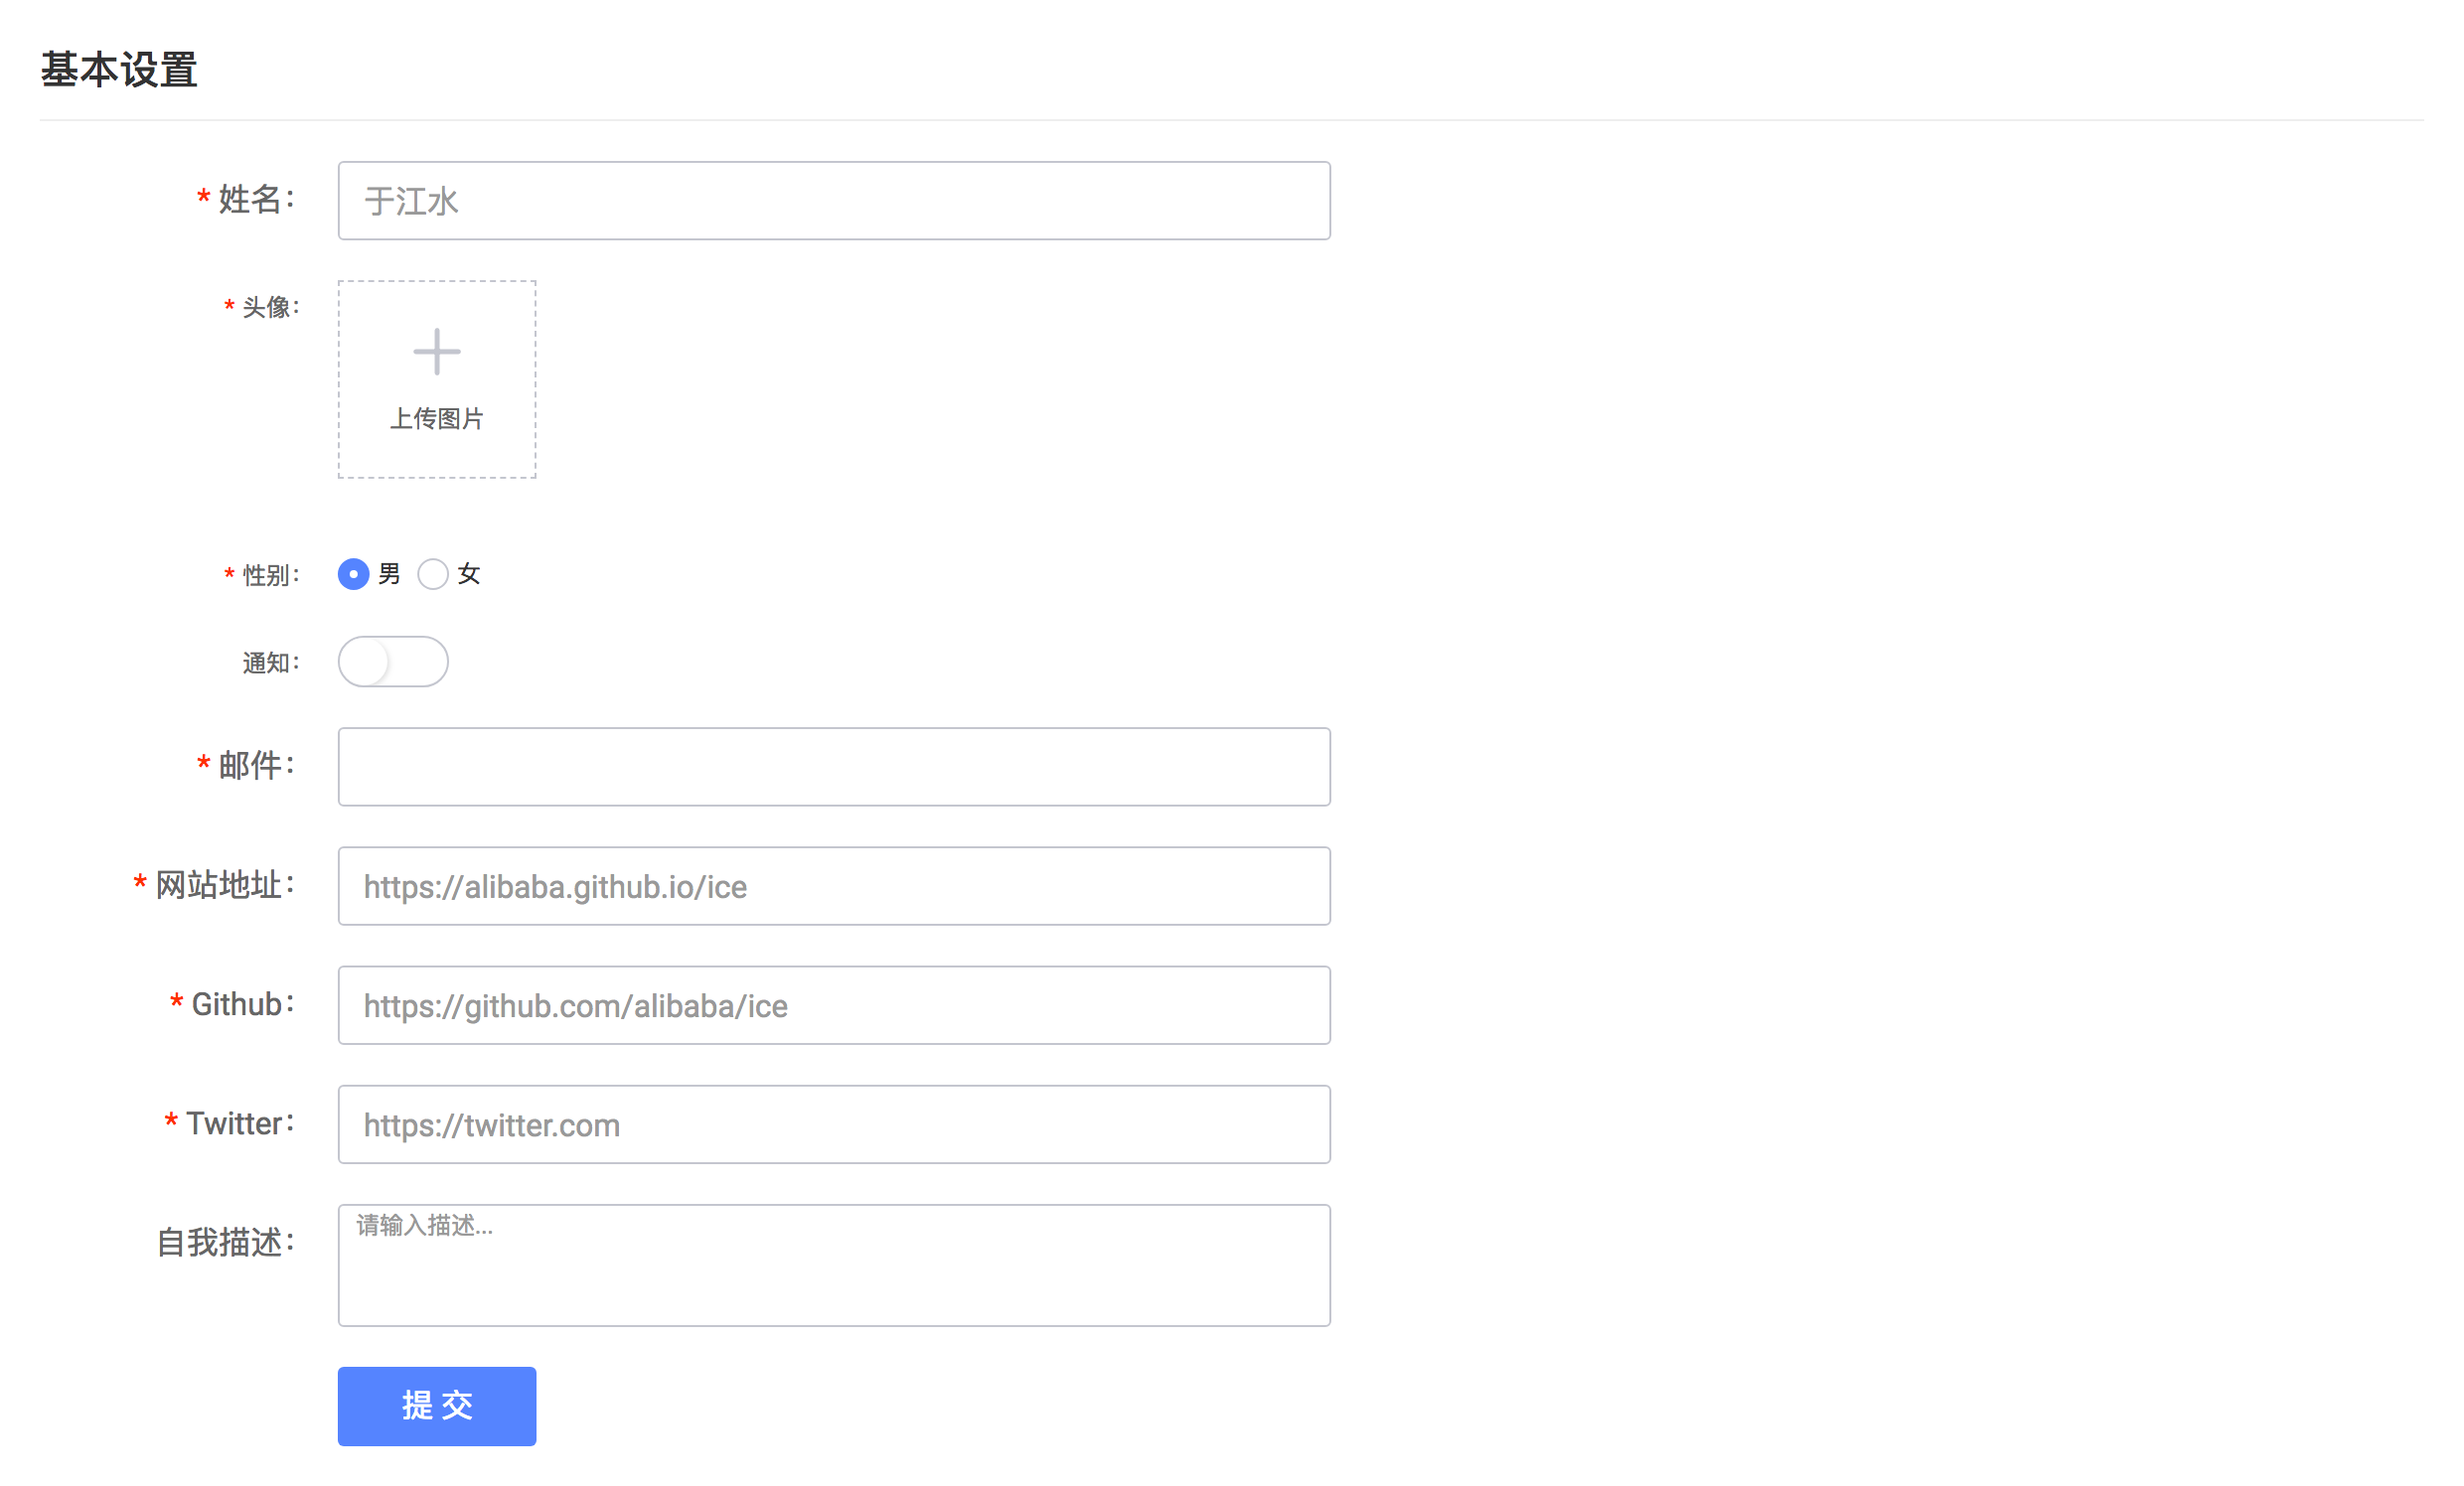 基本设置
* 姓名：
于江水
* 头像：
上传图片
* 性别： 男 女
通知：
* 邮件：
* 网站地址：
https://alibaba.github.io/ice
* Github：
https://github.com/alibaba/ice
* Twitter：
https://twitter.com
自我描述：
请输入描述...
提 交